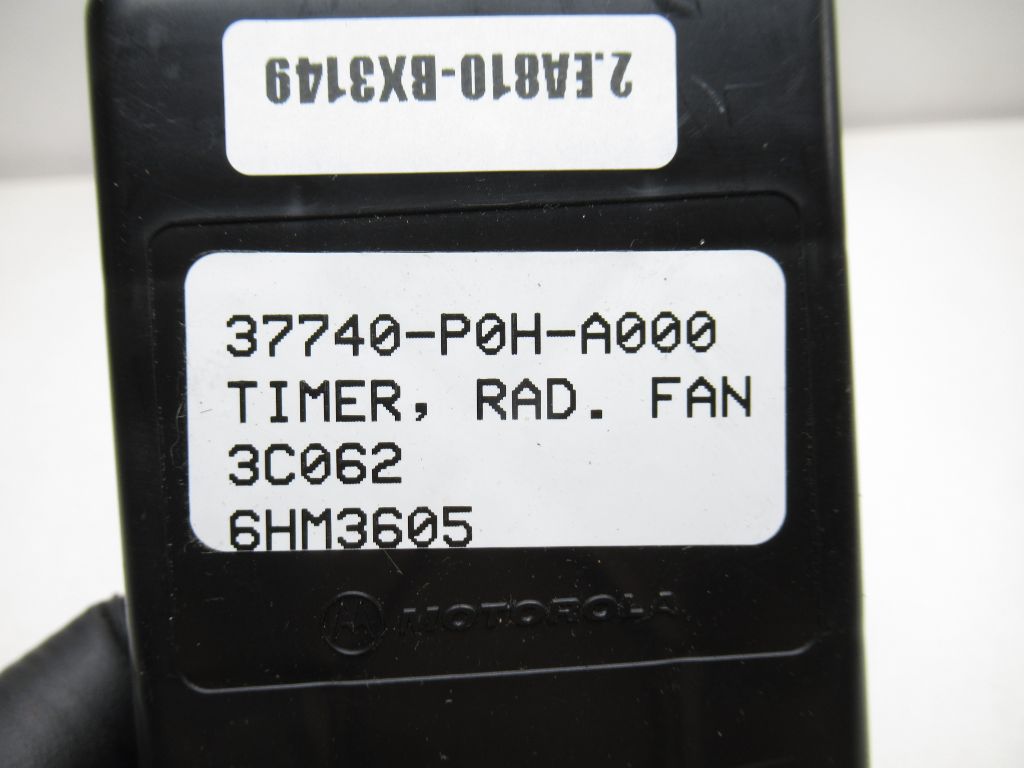 2.EA810-BX3149
37740-P0H-A000
TIMER, RAD. FAN
3C062
6HM3605
MOTOROLA